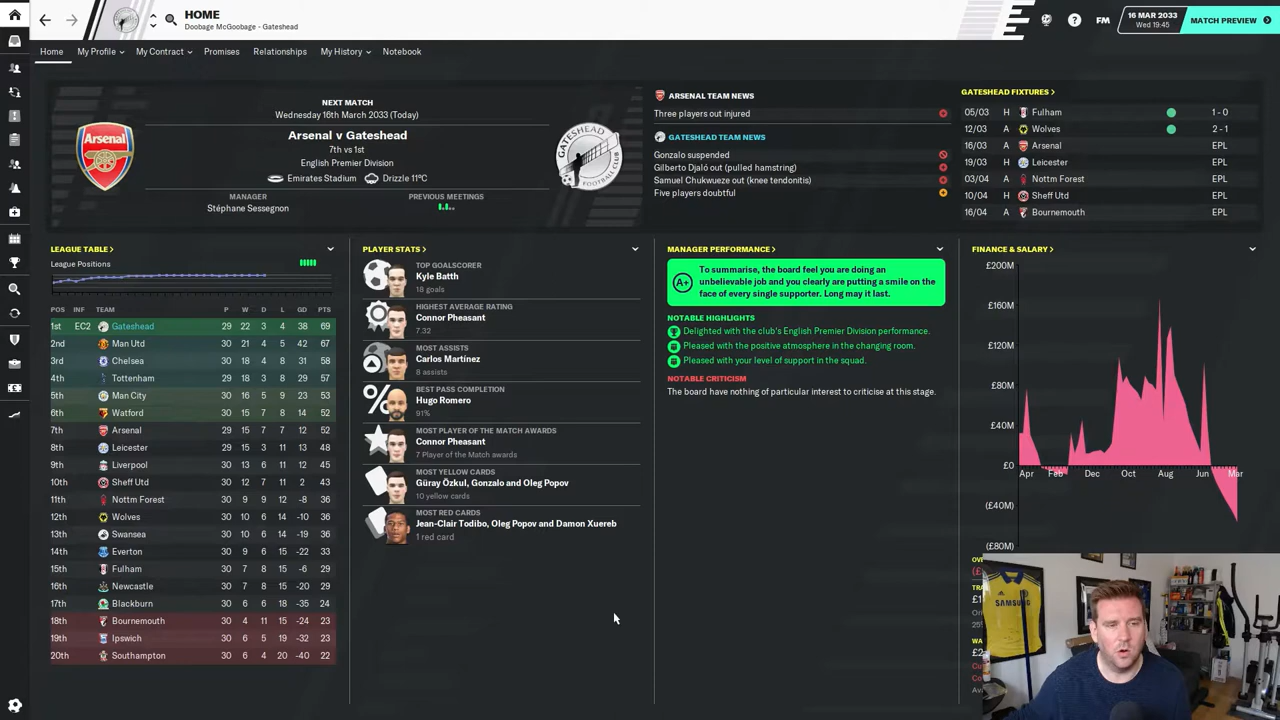 HOME
Doobage McGoobage - Gateshead
FM
16 MAR 2033
Wed 19:45
MATCH PREVIEW
Home
My Profile
My Contract
Promises
Relationships
My History
Notebook
NEXT MATCH
Wednesday 16th March 2033 (Today)
Arsenal v Gateshead
7th vs 1st
English Premier Division
Emirates Stadium
Drizzle 11°C
MANAGER
Stéphane Sessegnon
PREVIOUS MEETINGS
Arsenal
GATESHEAD
FOOTBALL CLUB
ARSENAL TEAM NEWS
Three players out injured
GATESHEAD TEAM NEWS
Gonzalo suspended
Gilberto Djaló out (pulled hamstring)
Samuel Chukwueze out (knee tendonitis)
Five players doubtful
GATESHEAD FIXTURES >
05/03 H Fulham 1 - 0
12/03 A Wolves 2 - 1
16/03 A Arsenal EPL
19/03 H Leicester EPL
03/04 A Nottm Forest EPL
10/04 H Sheff Utd EPL
16/04 A Bournemouth EPL
LEAGUE TABLE >
League Positions
POS INF TEAM P W D L GD PTS
1st EC2 Gateshead 29 22 3 4 38 69
2nd Man Utd 30 21 4 5 42 67
3rd Chelsea 30 18 4 8 31 58
4th Tottenham 29 18 3 8 29 57
5th Man City 30 16 5 9 23 53
6th Watford 30 15 7 8 14 52
7th Arsenal 29 15 7 7 12 52
8th Leicester 29 15 3 11 13 48
9th Liverpool 30 13 6 11 12 45
10th Sheff Utd 30 12 7 11 2 43
11th Nottm Forest 30 9 9 12 -8 36
12th Wolves 30 10 6 14 -10 36
13th Swansea 30 10 6 14 -19 36
14th Everton 30 9 6 15 -22 33
15th Fulham 30 7 8 15 -6 29
16th Newcastle 30 7 8 15 -20 29
17th Blackburn 30 6 6 18 -35 24
18th Bournemouth 30 4 11 15 -24 23
19th Ipswich 30 6 5 19 -32 23
20th Southampton 30 6 4 20 -40 22
PLAYER STATS >
TOP GOALSCORER
Kyle Batth
18 goals
HIGHEST AVERAGE RATING
Connor Pheasant
7.32
MOST ASSISTS
Carlos Martínez
8 assists
BEST PASS COMPLETION
Hugo Romero
91%
MOST PLAYER OF THE MATCH AWARDS
Connor Pheasant
7 Player of the Match awards
MOST YELLOW CARDS
Güray Özkul, Gonzalo and Oleg Popov
10 yellow cards
MOST RED CARDS
Jean-Clair Todibo, Oleg Popov and Damon Xuereb
1 red card
MANAGER PERFORMANCE >
A+
To summarise, the board feel you are doing an
unbelievable job and you clearly are putting a smile on the
face of every single supporter. Long may it last.
NOTABLE HIGHLIGHTS
Delighted with the club's English Premier Division performance.
Pleased with the positive atmosphere in the changing room.
Pleased with your level of support in the squad.
NOTABLE CRITICISM
The board have nothing of particular interest to criticise at this stage.
FINANCE & SALARY >
£200M
£160M
£120M
£80M
£40M
£0
(£40M)
(£80M)
Apr Feb Dec Oct Aug Jun Mar
SAMSUNG